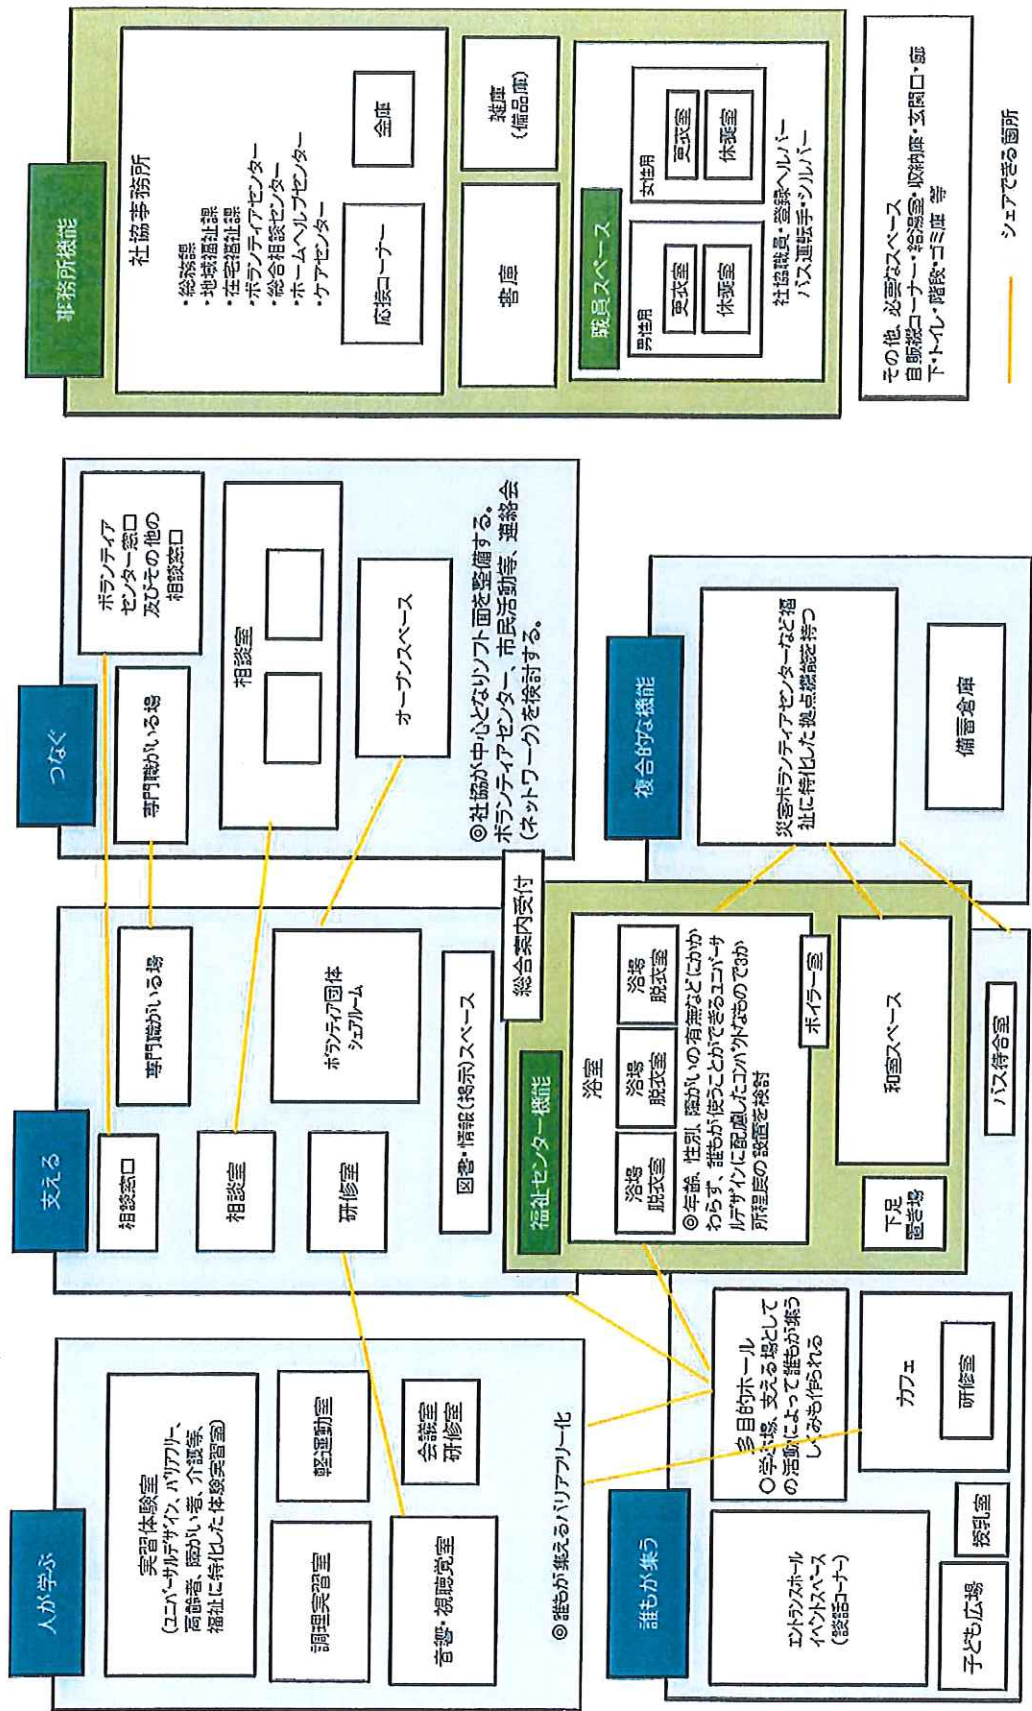 人が学ぶ
実習体験室
(ユニバーサルデザイン、バリアフリー、
高齢者、障がい者、介護等、
福祉に特化した体験実習室)
調理実習室
軽運動室
音響・視聴覚室
会議室
研修室
◎誰もが集えるバリアフリー化
支える
相談窓口
専門職がいる場
相談室
研修室
ボランティア団体
シェアルーム
図書・情報(掲示)スペース
つなぐ
専門職がいる場
ボランティア
センター窓口
及びその他の
相談窓口
相談室
オープンスペース
◎社協が中心となりソフト面を整備する。
ボランティアセンター、市民活動等、連絡会
(ネットワーク)を検討する。
総合案内受付
事務所機能
社協事務所
・総務課
・地域福祉課
・在宅福祉課
・ボランティアセンター
・総合相談センター
・ホームヘルプセンター
・ケアセンター
応接コーナー
金庫
書庫
雑庫
(備品庫)
職員スペース
男性用
更衣室
休憩室
女性用
更衣室
休憩室
社協職員・登録ヘルパー
バス運転手・シルバー
その他、必要なスペース
自販機コーナー・給湯室・収納庫・玄関口・廊
下・トイレ・階段・ゴミ庫 等
シェアできる箇所
誰もが集う
エントランスホール
イベントスペース
(談話コーナー)
多目的ホール
○学ぶ場、支える場として
の活動によって誰もが集う
しくみも作られる
子ども広場
授乳室
カフェ
研修室
バス待合室
福祉センター機能
浴室
浴場
脱衣室
浴場
脱衣室
浴場
脱衣室
◎年齢、性別、障がいの有無などにかか
わらず、誰もが使うことができるユニバーサ
ルデザインに配慮したコンパクトなもので3か
所程度の設置を検討
ボイラー室
下足
置き場
和室スペース
複合的な機能
災害ボランティアセンターなど福
祉に特化した拠点機能を持つ
備蓄倉庫